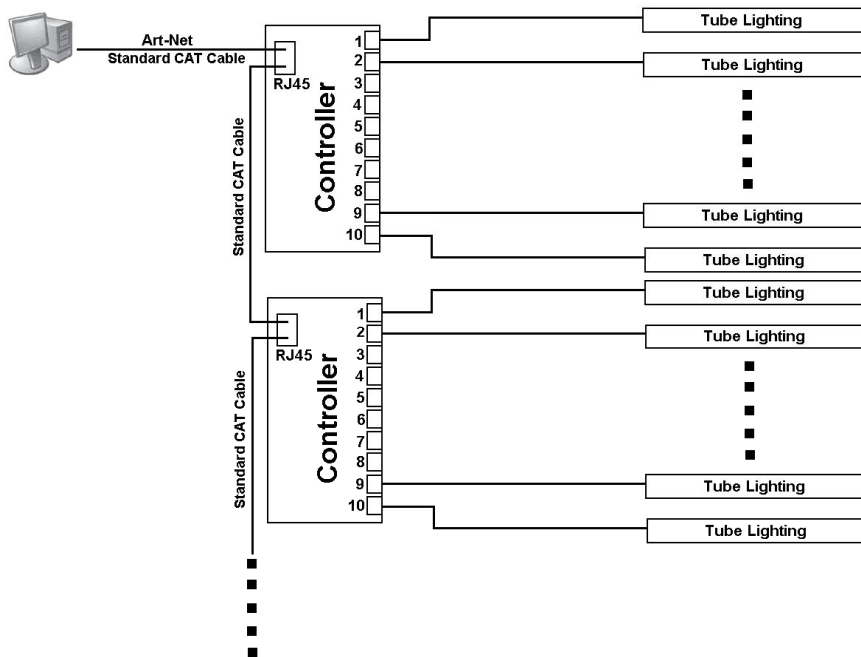 Art-Net
Standard CAT Cable
RJ45
Controller
1
2
3
4
5
6
7
8
9
10
Tube Lighting
Tube Lighting
Tube Lighting
Tube Lighting
Standard CAT Cable
RJ45
Controller
1
2
3
4
5
6
7
8
9
10
Tube Lighting
Tube Lighting
Tube Lighting
Tube Lighting
Standard CAT Cable